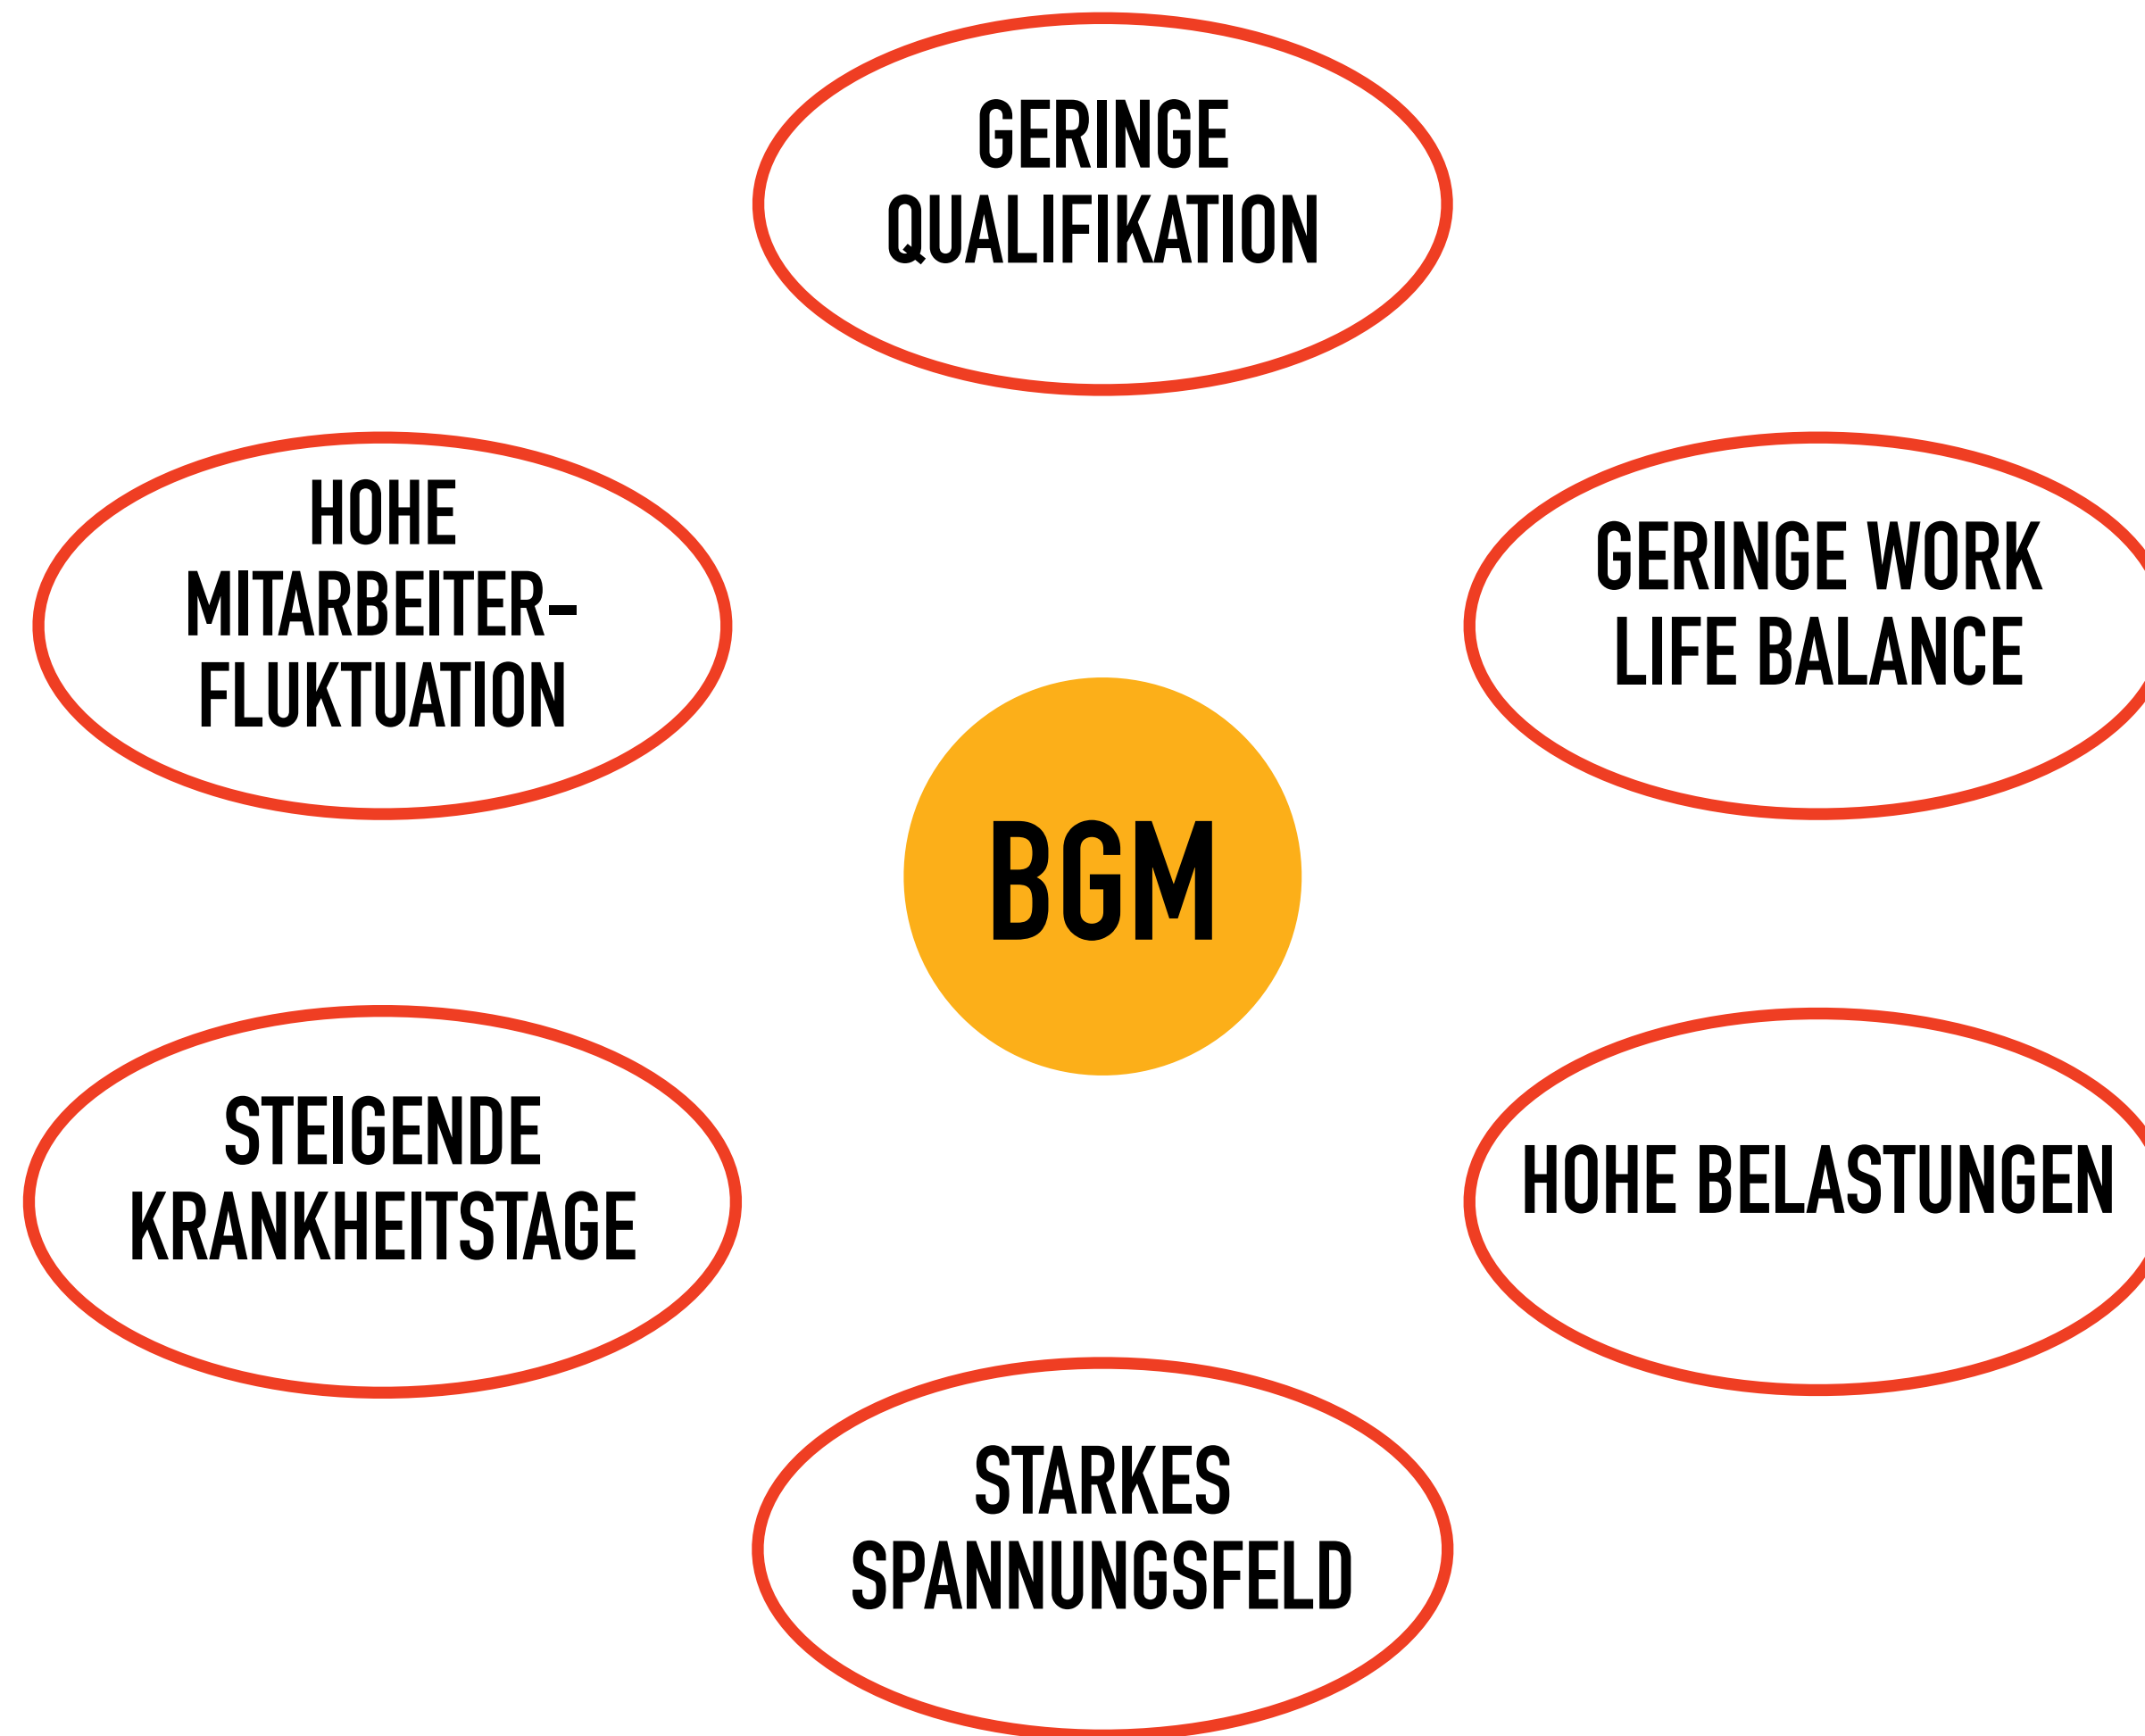 GERINGE
QUALIFIKATION
HOHE
MITARBEITER-
FLUKTUATION
GERINGE WORK
LIFE BALANCE
BGM
STEIGENDE
KRANKHEITSTAGE
HOHE BELASTUNGEN
STARKES
SPANNUNGSFELD